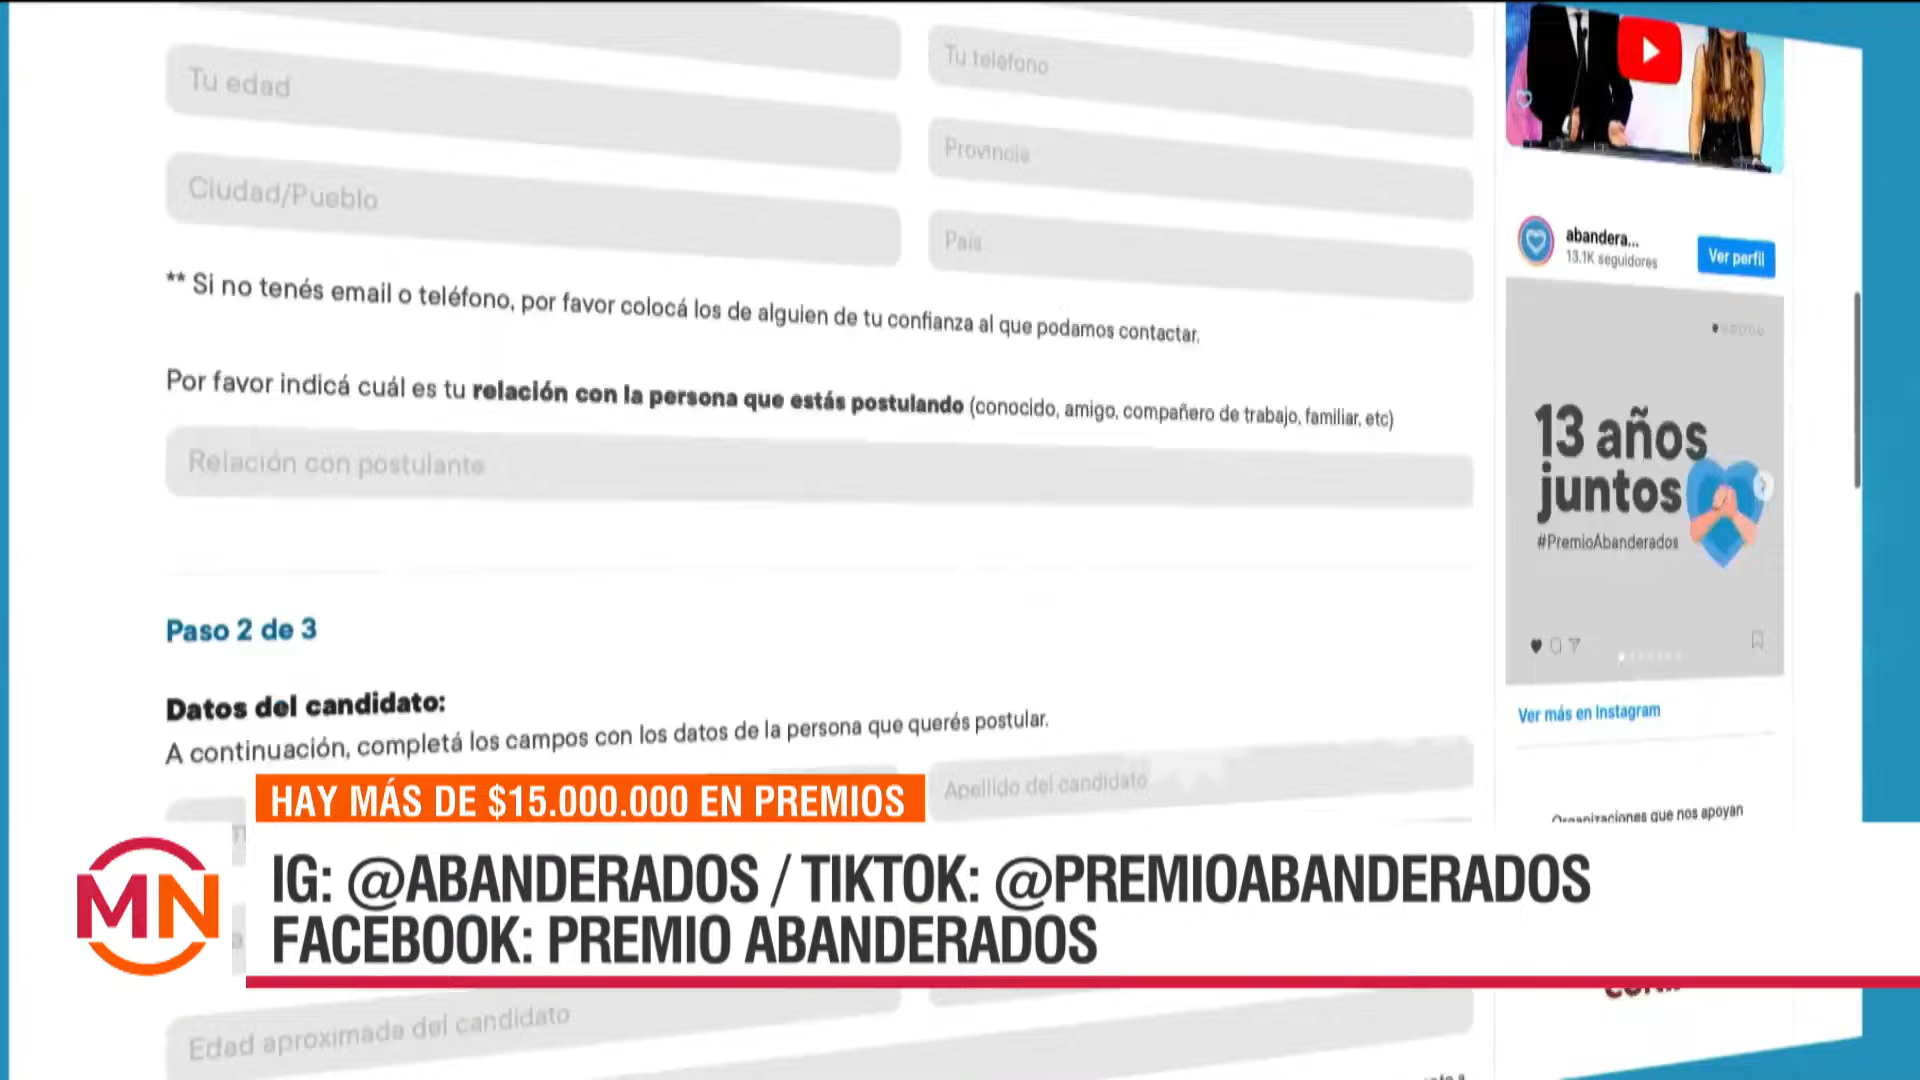 Tu edad
Tu teléfono
Provincia
Ciudad/Pueblo
País
** Si no tenés email o teléfono, por favor colocá los de alguien de tu confianza al que podamos contactar.
Por favor indicá cuál es tu relación con la persona que estás postulando (conocido, amigo, compañero de trabajo, familiar, etc)
Relación con postulante
Paso 2 de 3
Datos del candidato:
A continuación, completá los campos con los datos de la persona que querés postular.
Apellido del candidato
Edad aproximada del candidato
abandera...
13.1K seguidores
Ver perfil
13 años
juntos
#PremioAbanderados
Ver más en Instagram
Organizaciones que nos apoyan
HAY MÁS DE $15.000.000 EN PREMIOS
MN
IG: @ABANDERADOS / TIKTOK: @PREMIOABANDERADOS
FACEBOOK: PREMIO ABANDERADOS